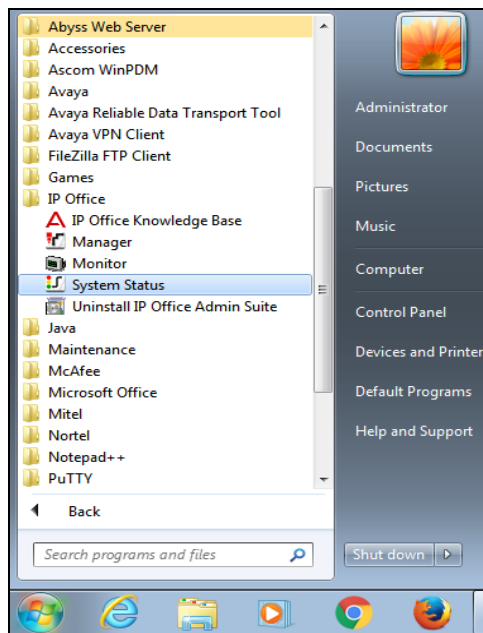 Abyss Web Server
Accessories
Ascom WinPDM
Avaya
Avaya Reliable Data Transport Tool
Avaya VPN Client
FileZilla FTP Client
Games
IP Office
IP Office Knowledge Base
Manager
Monitor
System Status
Uninstall IP Office Admin Suite
Java
Maintenance
McAfee
Microsoft Office
Mitel
Nortel
Notepad++
PuTTY
Back
Search programs and files
Administrator
Documents
Pictures
Music
Computer
Control Panel
Devices and Printer
Default Programs
Help and Support
Shut down